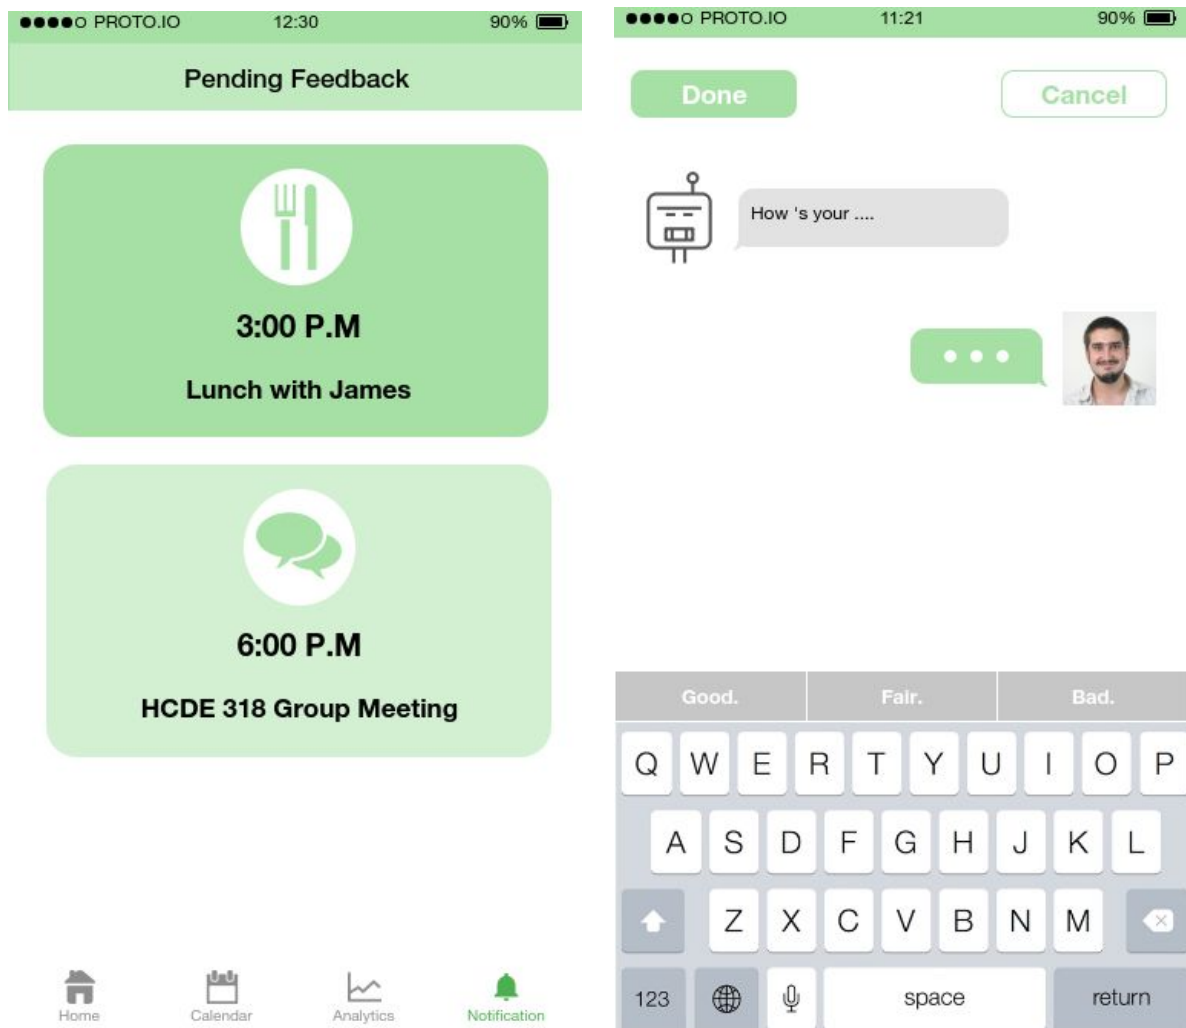 PROTO.IO 12:30 90%
Pending Feedback
3:00 P.M
Lunch with James
6:00 P.M
HCDE 318 Group Meeting
Home Calendar Analytics Notification
PROTO.IO 11:21 90%
Done Cancel
How 's your ....
Good. Fair. Bad.
Q W E R T Y U I O P
A S D F G H J K L
Z X C V B N M
123 space return